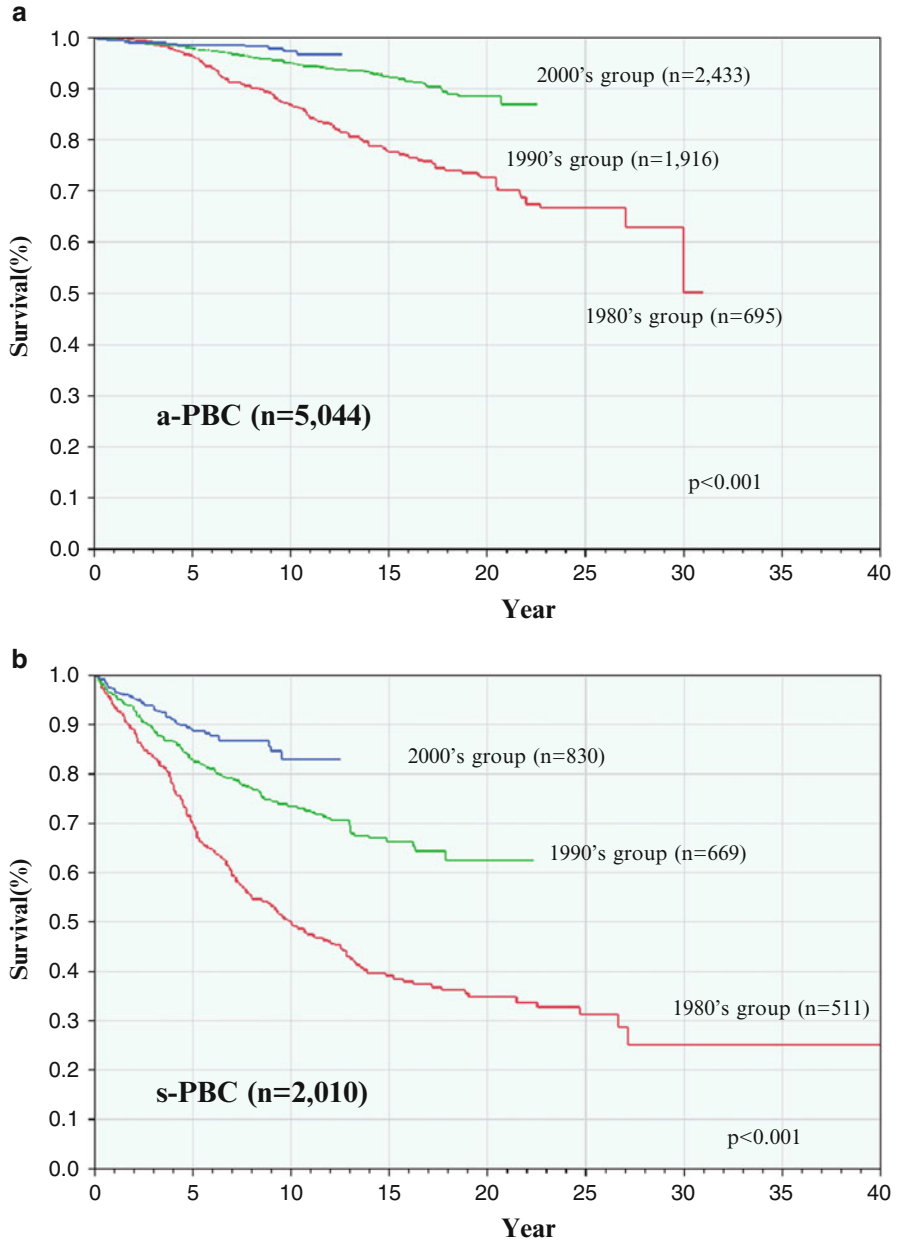 a
1.0
0.9
0.8
0.7
0.6
0.5
0.4
0.3
0.2
0.1
0.0
Survival(%)
2000's group (n=2,433)
1990's group (n=1,916)
1980's group (n=695)
a-PBC (n=5,044)
p<0.001
0 5 10 15 20 25 30 35 40
Year
b
1.0
0.9
0.8
0.7
0.6
0.5
0.4
0.3
0.2
0.1
0.0
Survival(%)
2000's group (n=830)
1990's group (n=669)
1980's group (n=511)
s-PBC (n=2,010)
p<0.001
0 5 10 15 20 25 30 35 40
Year